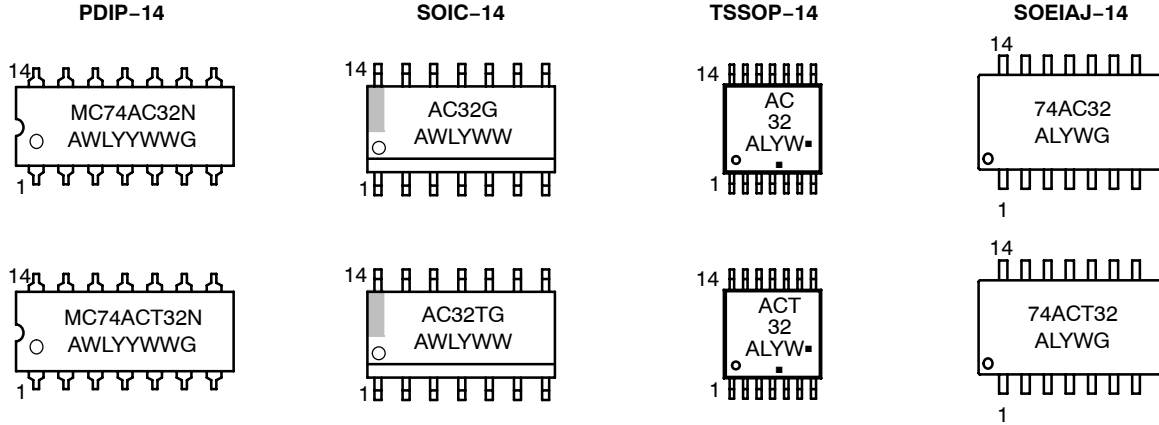 PDIP–14
SOIC–14
TSSOP–14
SOEIAJ–14
14
MC74AC32N
AWLYYWWG
1
14
AC32G
AWLYWW
1
14
AC
32
ALYW▪
▪
1
14
74AC32
ALYWG
1
14
MC74ACT32N
AWLYYWWG
1
14
AC32TG
AWLYWW
1
14
ACT
32
ALYW▪
▪
1
14
74ACT32
ALYWG
1